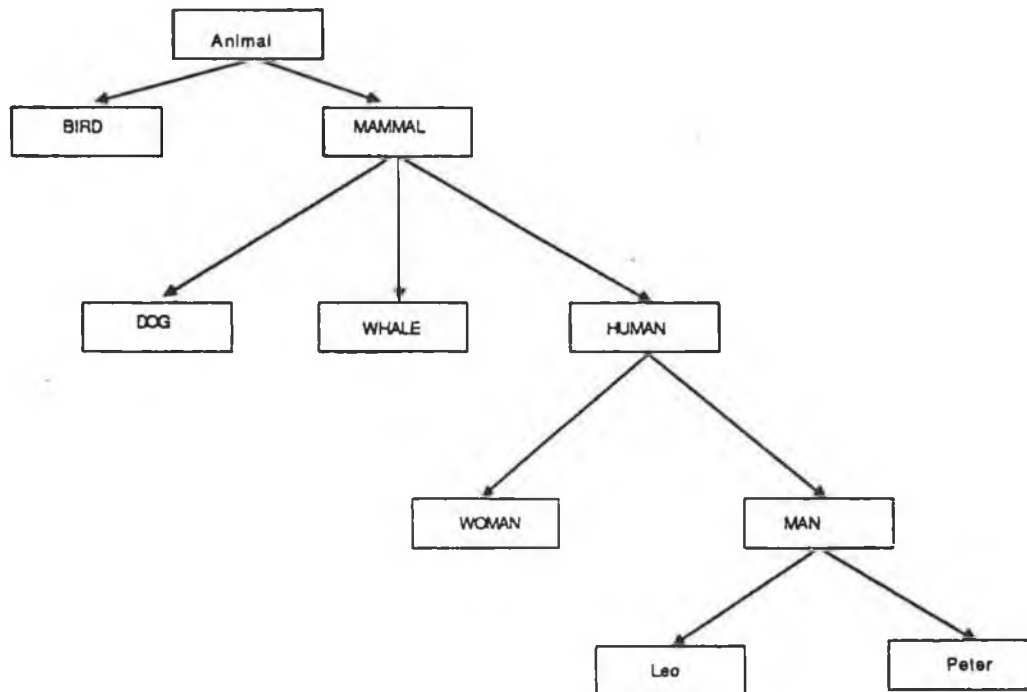 Animal
BIRD
MAMMAL
DOG
WHALE
HUMAN
WOMAN
MAN
Leo
Peter